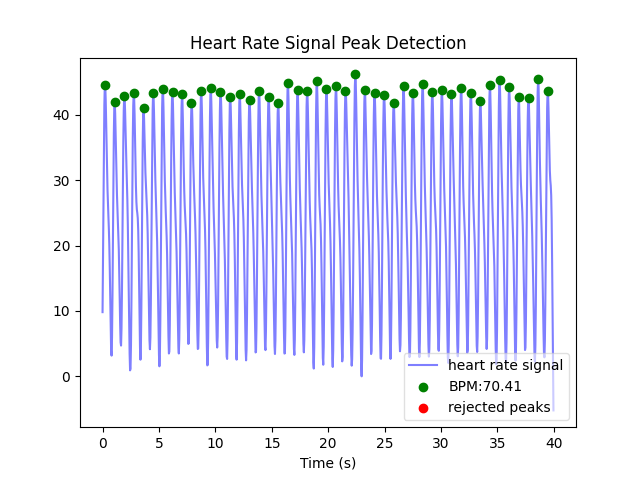 Heart Rate Signal Peak Detection
40
30
20
10
0
heart rate signal
BPM:70.41
rejected peaks
0 5 10 15 20 25 30 35 40
Time (s)